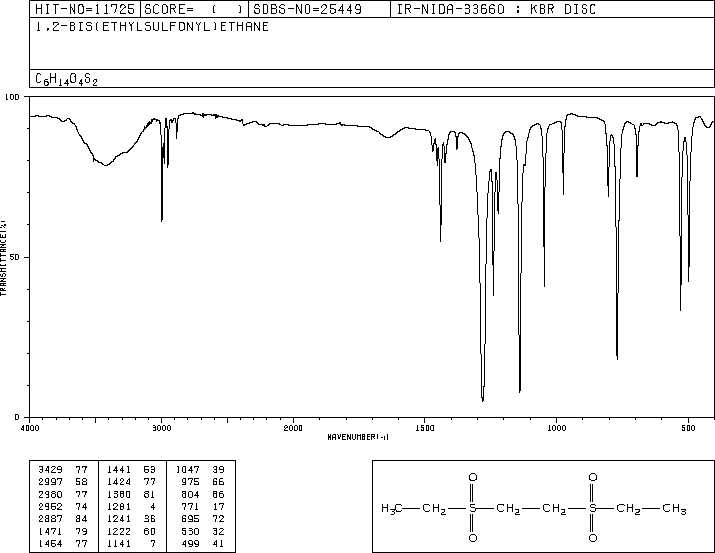 HIT-NO=11725 SCORE= ( ) SDBS-NO=25449 IR-NIDA-33660 : KBR DISC
1,2-BIS(ETHYLSULFONYL)ETHANE
C6H14O4S2
100
50
0
TRANSMITTANCE(%)
4000 3000 2000 1500 1000 500
WAVENUMBER(-1)
3429 77 1441 53 1047 39
2997 58 1424 77 975 66
2980 77 1380 81 804 66
2952 74 1281 4 771 17
2887 84 1241 36 695 72
1471 79 1222 60 530 32
1454 77 1141 7 499 41
O O
H3C—CH2—S—CH2—CH2—S—CH2—CH3
O O